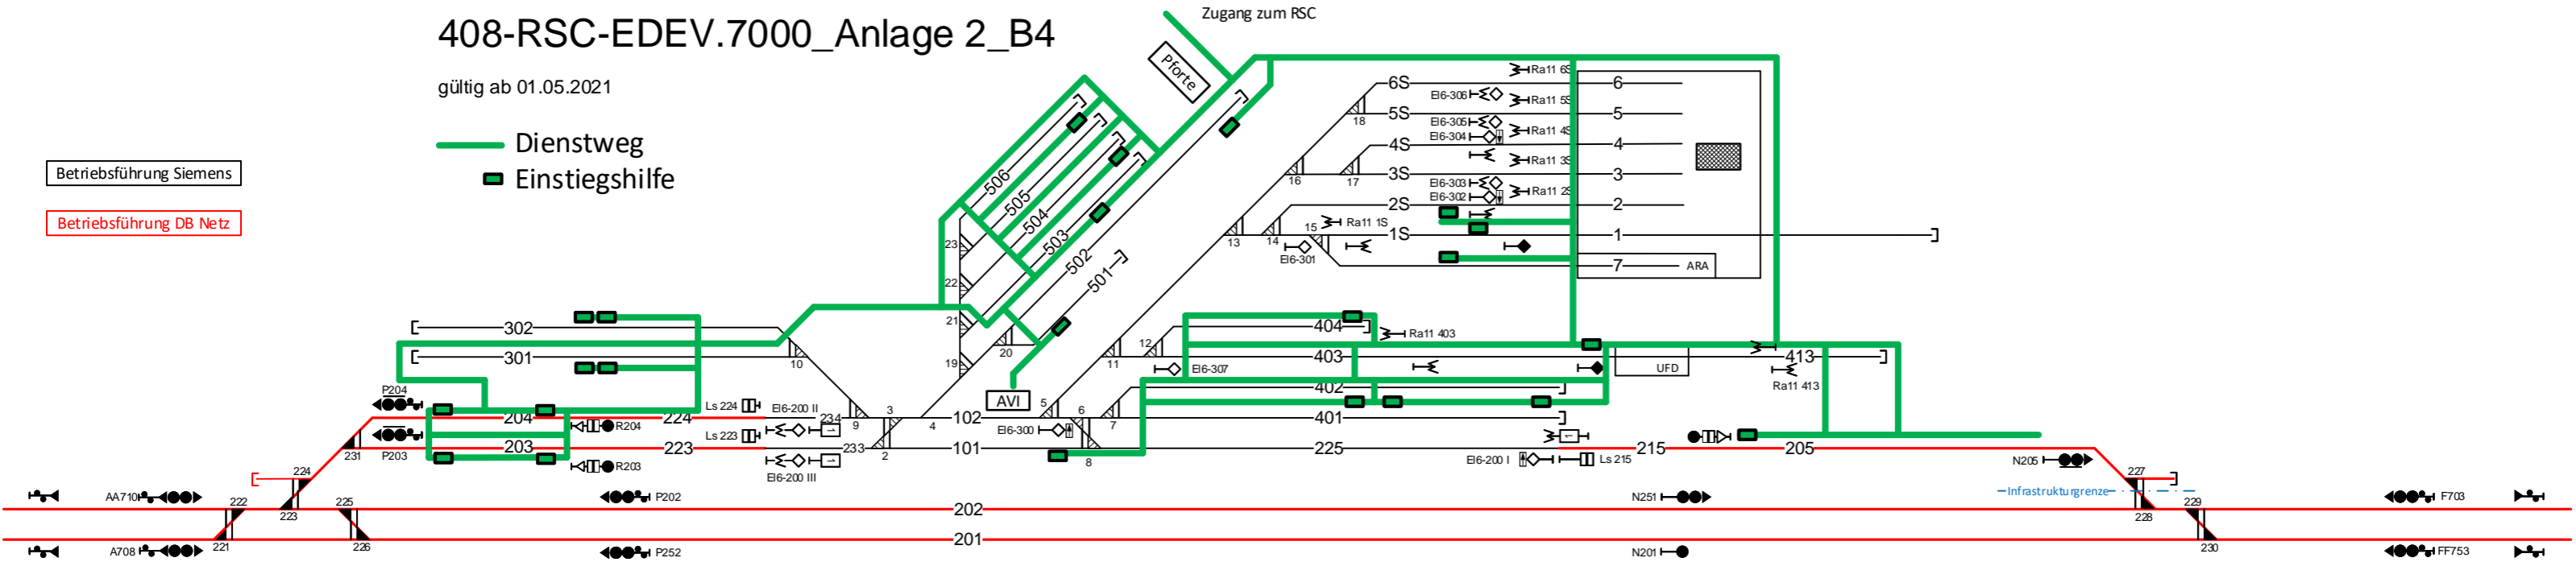 Zugang zum RSC
408-RSC-EDEV.7000_Anlage 2_B4
Pforte
gültig ab 01.05.2021
Dienstweg
Einstiegshilfe
Betriebsführung Siemens
Betriebsführung DB Netz
Ra11 6S
6S
6
El6-306
Ra11 5S
18
5S
5
El6-305
El6-304
Ra11 4S
4S
4
Ra11 3S
16
17
3S
3
El6-303
El6-302
Ra11 2S
2S
2
506
505
504
503
502
501
13
14
15
Ra11 1S
1S
1
El6-301
7
ARA
23
22
21
19
20
302
301
10
404
Ra11 403
12
11
403
413
El6-307
UFD
Ra11 413
402
AVI
P204
204
224
Ls 224
El6-200 II
234
9
3
4
102
5
6
7
401
R204
P203
231
203
223
Ls 223
El6-300
233
2
101
8
225
215
205
R203
El6-200 III
El6-200 I
Ls 215
N205
224
227
Infrastrukturgrenze
AA710
222
223
225
P202
N251
228
229
F703
202
201
A708
221
226
P252
N201
230
FF753